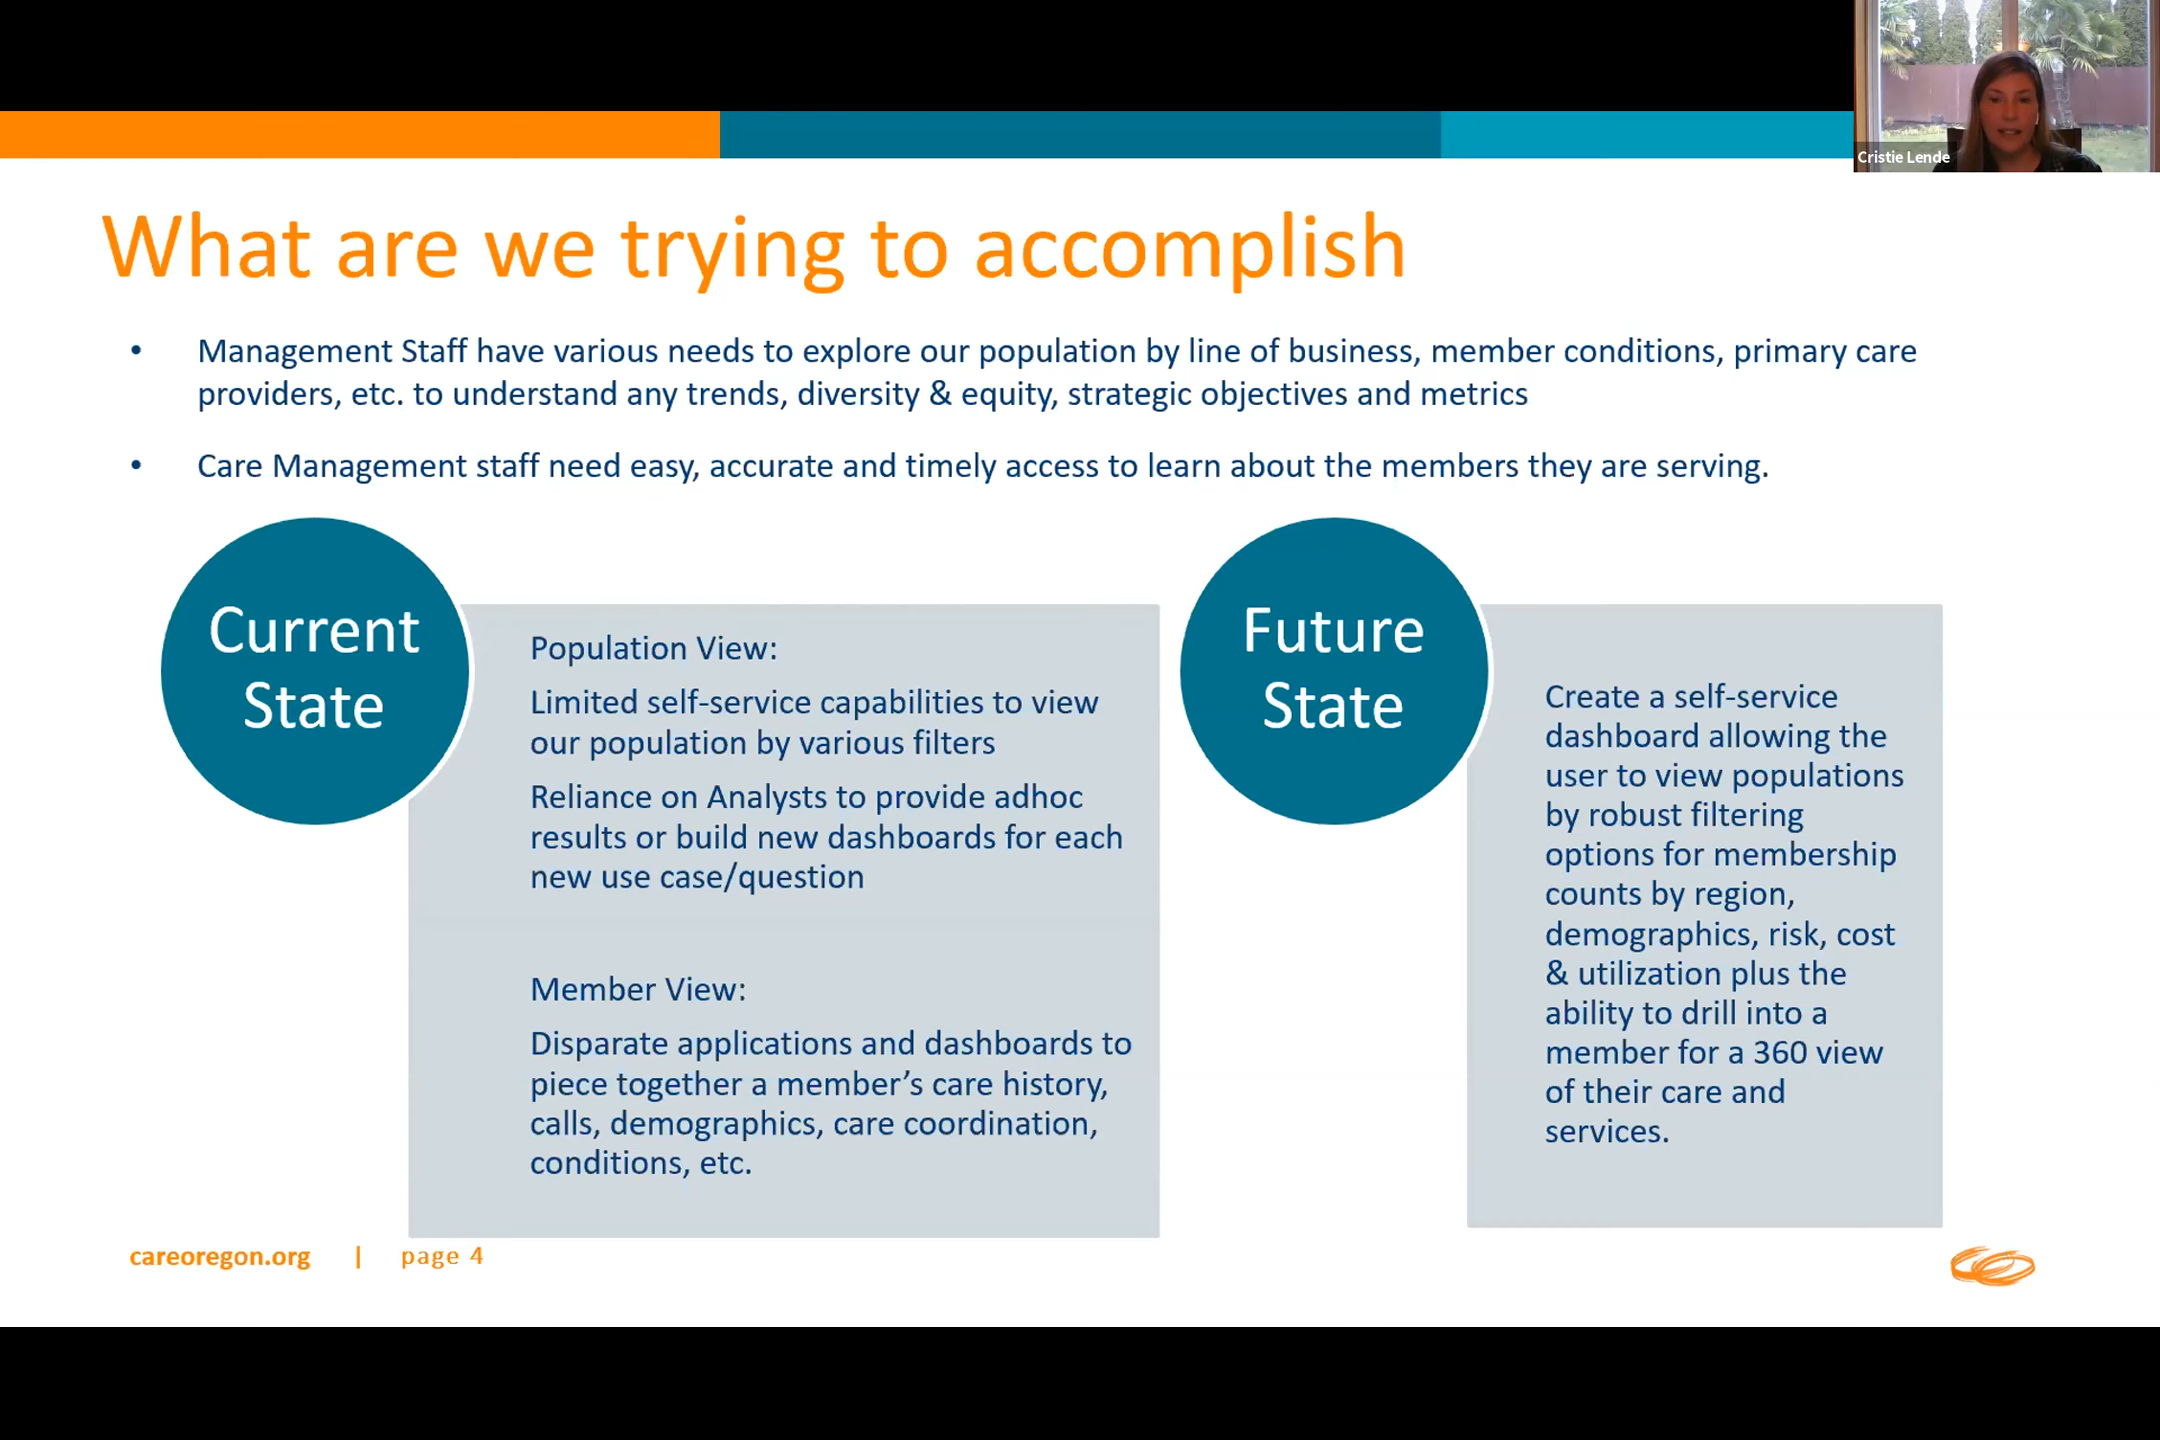 Cristie Lende
What are we trying to accomplish
• Management Staff have various needs to explore our population by line of business, member conditions, primary care
providers, etc. to understand any trends, diversity & equity, strategic objectives and metrics
• Care Management staff need easy, accurate and timely access to learn about the members they are serving.
Current
State
Population View:
Limited self-service capabilities to view
our population by various filters
Reliance on Analysts to provide adhoc
results or build new dashboards for each
new use case/question
Member View:
Disparate applications and dashboards to
piece together a member’s care history,
calls, demographics, care coordination,
conditions, etc.
Future
State
Create a self-service
dashboard allowing the
user to view populations
by robust filtering
options for membership
counts by region,
demographics, risk, cost
& utilization plus the
ability to drill into a
member for a 360 view
of their care and
services.
careoregon.org | page 4